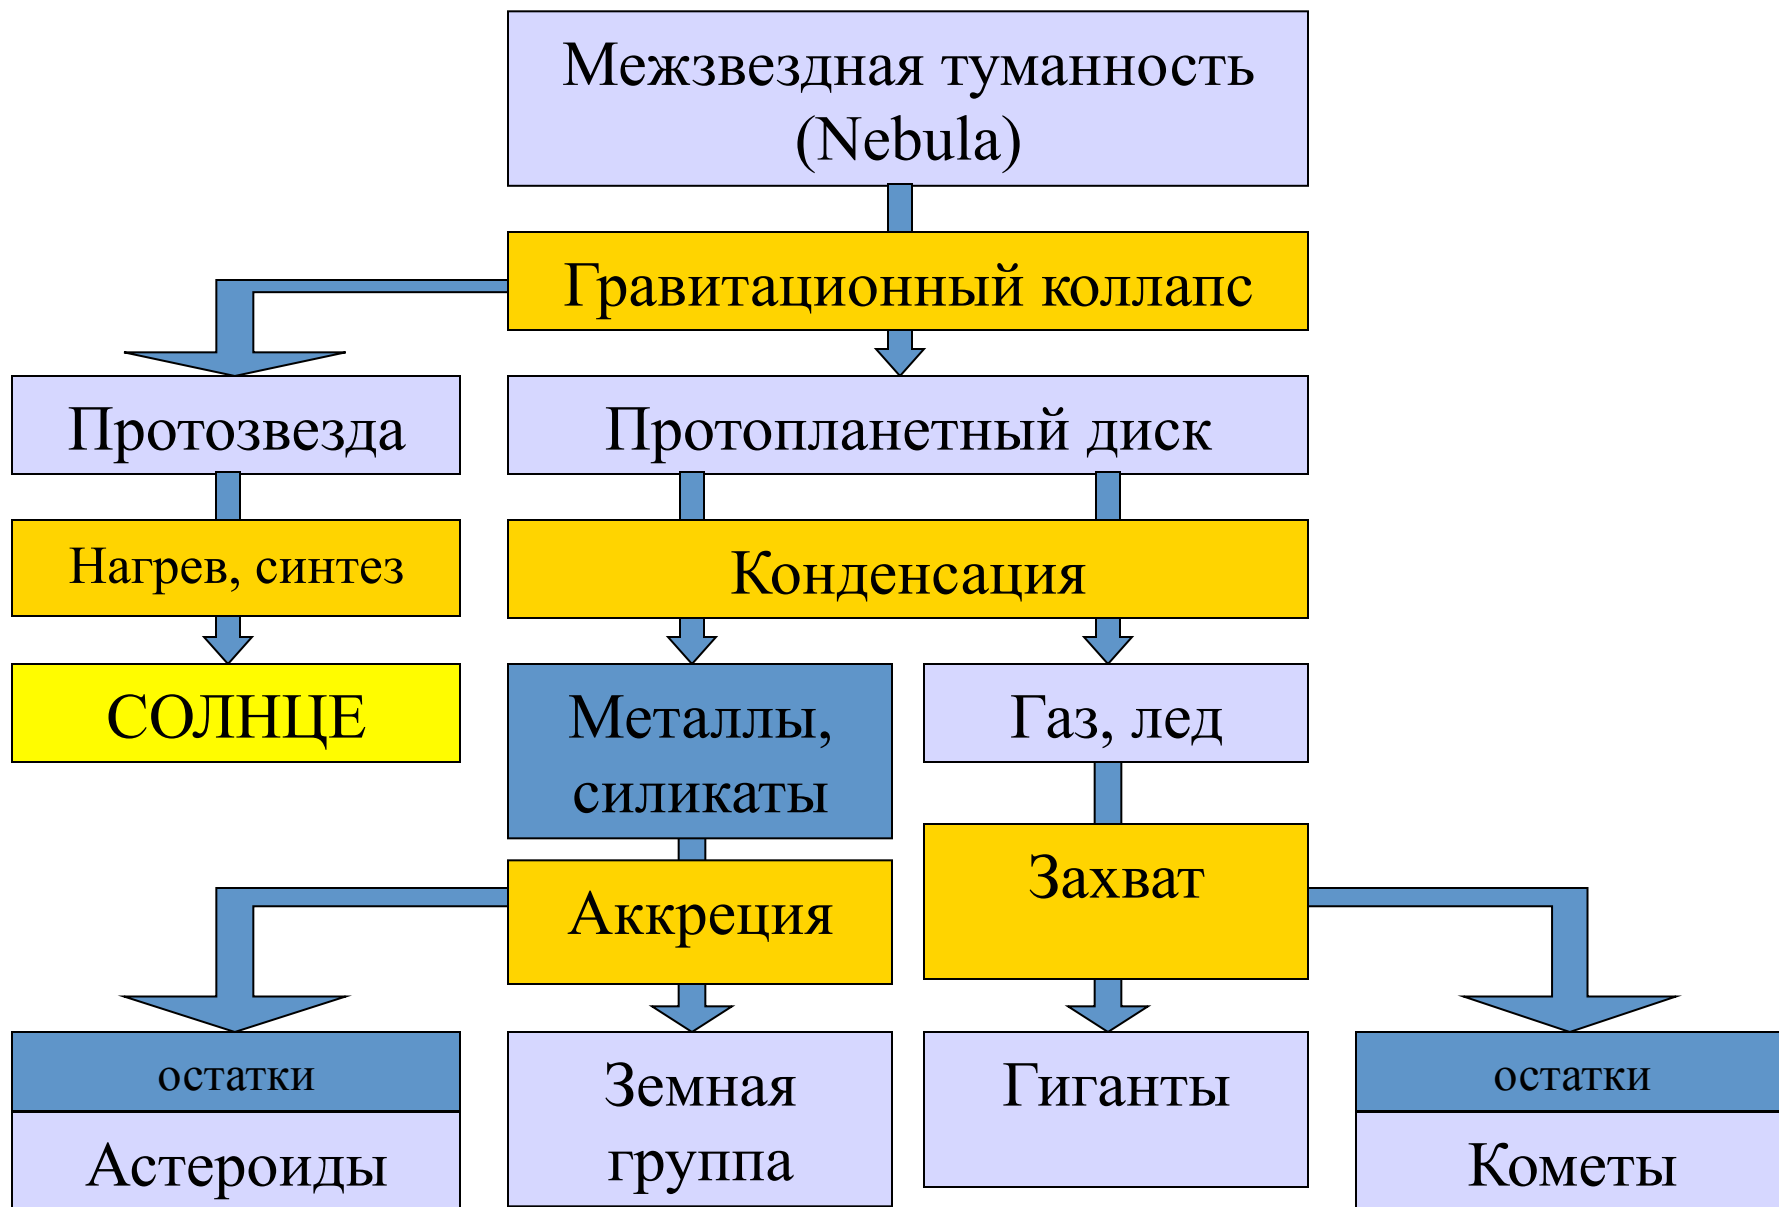 Межзвездная туманность
(Nebula)
Гравитационный коллапс
Протозвезда
Протопланетный диск
Нагрев, синтез
Конденсация
СОЛНЦЕ
Металлы,
силикаты
Газ, лед
Аккреция
Захват
остатки
Астероиды
Земная
группа
Гиганты
остатки
Кометы